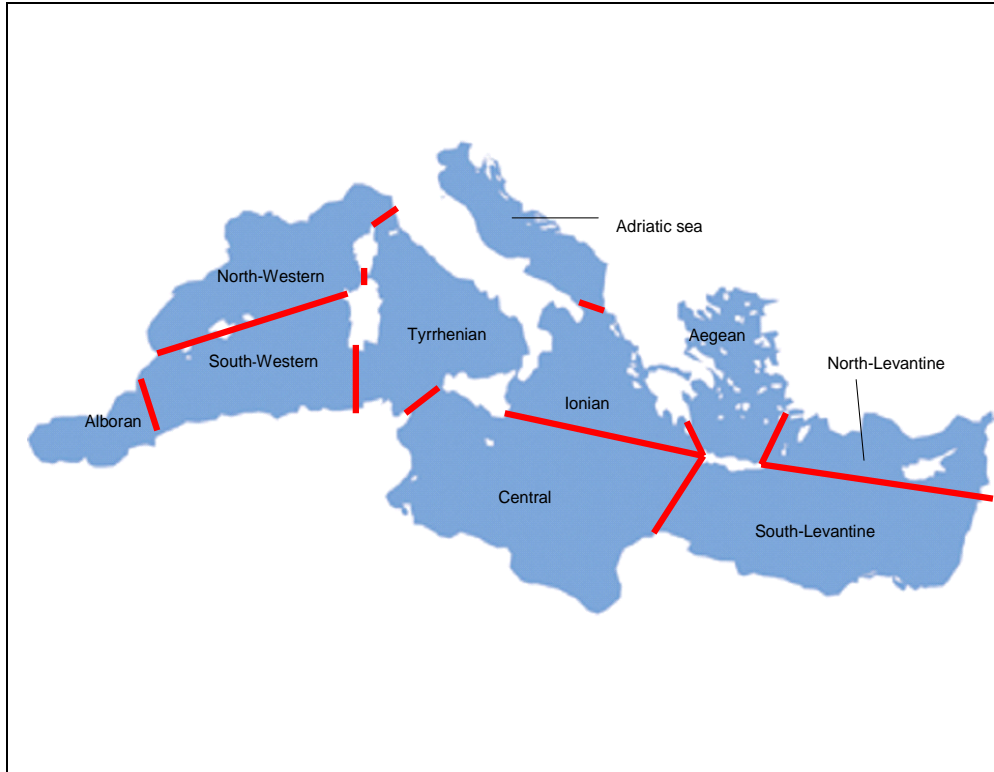 Adriatic sea
North-Western
Tyrrhenian
Aegean
South-Western
North-Levantine
Ionian
Alboran
Central
South-Levantine